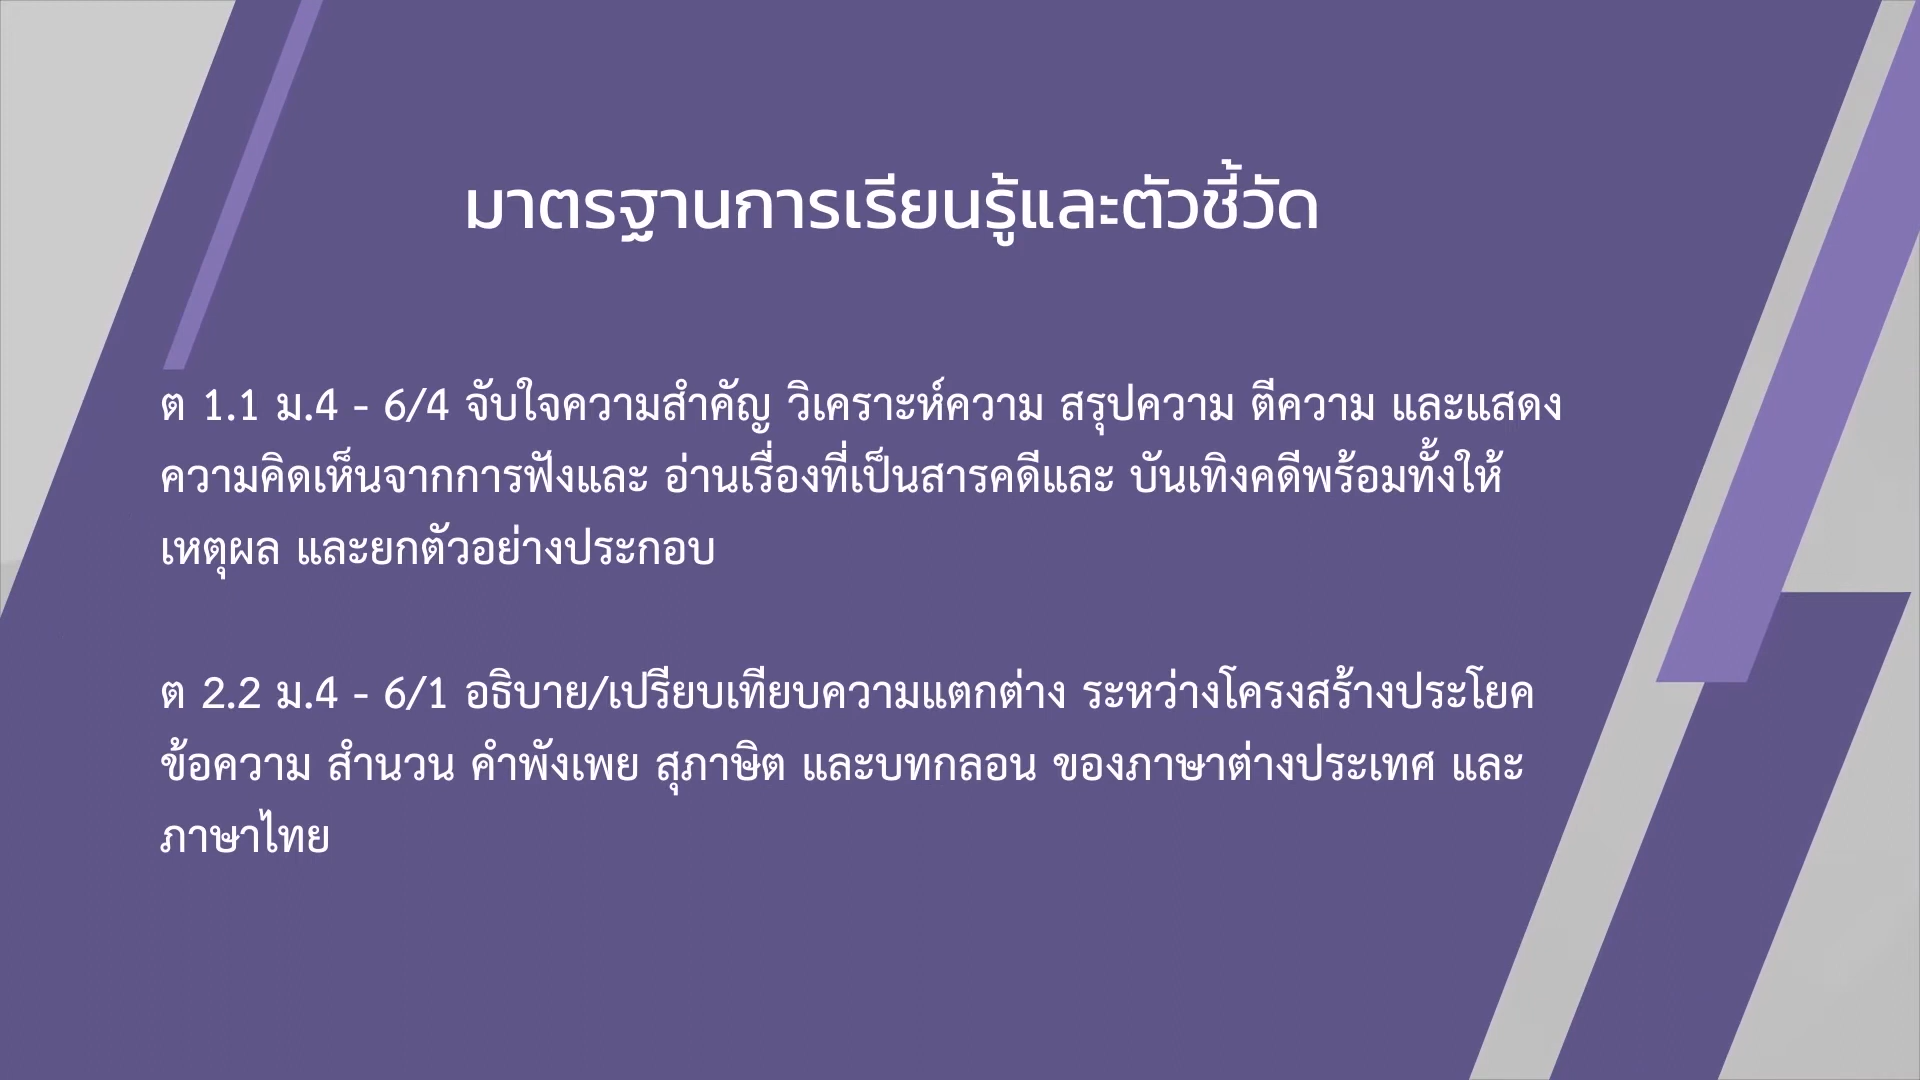 มาตรฐานการเรียนรู้และตัวชี้วัด
ต 1.1 ม.4 - 6/4 จับใจความสำคัญ วิเคราะห์ความ สรุปความ ตีความ และแสดง
ความคิดเห็นจากการฟังและ อ่านเรื่องที่เป็นสารคดีและ บันเทิงคดีพร้อมทั้งให้
เหตุผล และยกตัวอย่างประกอบ
ต 2.2 ม.4 - 6/1 อธิบาย/เปรียบเทียบความแตกต่าง ระหว่างโครงสร้างประโยค
ข้อความ สำนวน คำพังเพย สุภาษิต และบทกลอน ของภาษาต่างประเทศ และ
ภาษาไทย